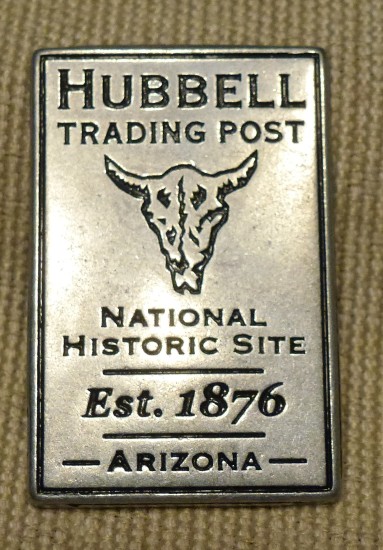 HUBBELL
TRADING POST
NATIONAL
HISTORIC SITE
Est. 1876
— ARIZONA —